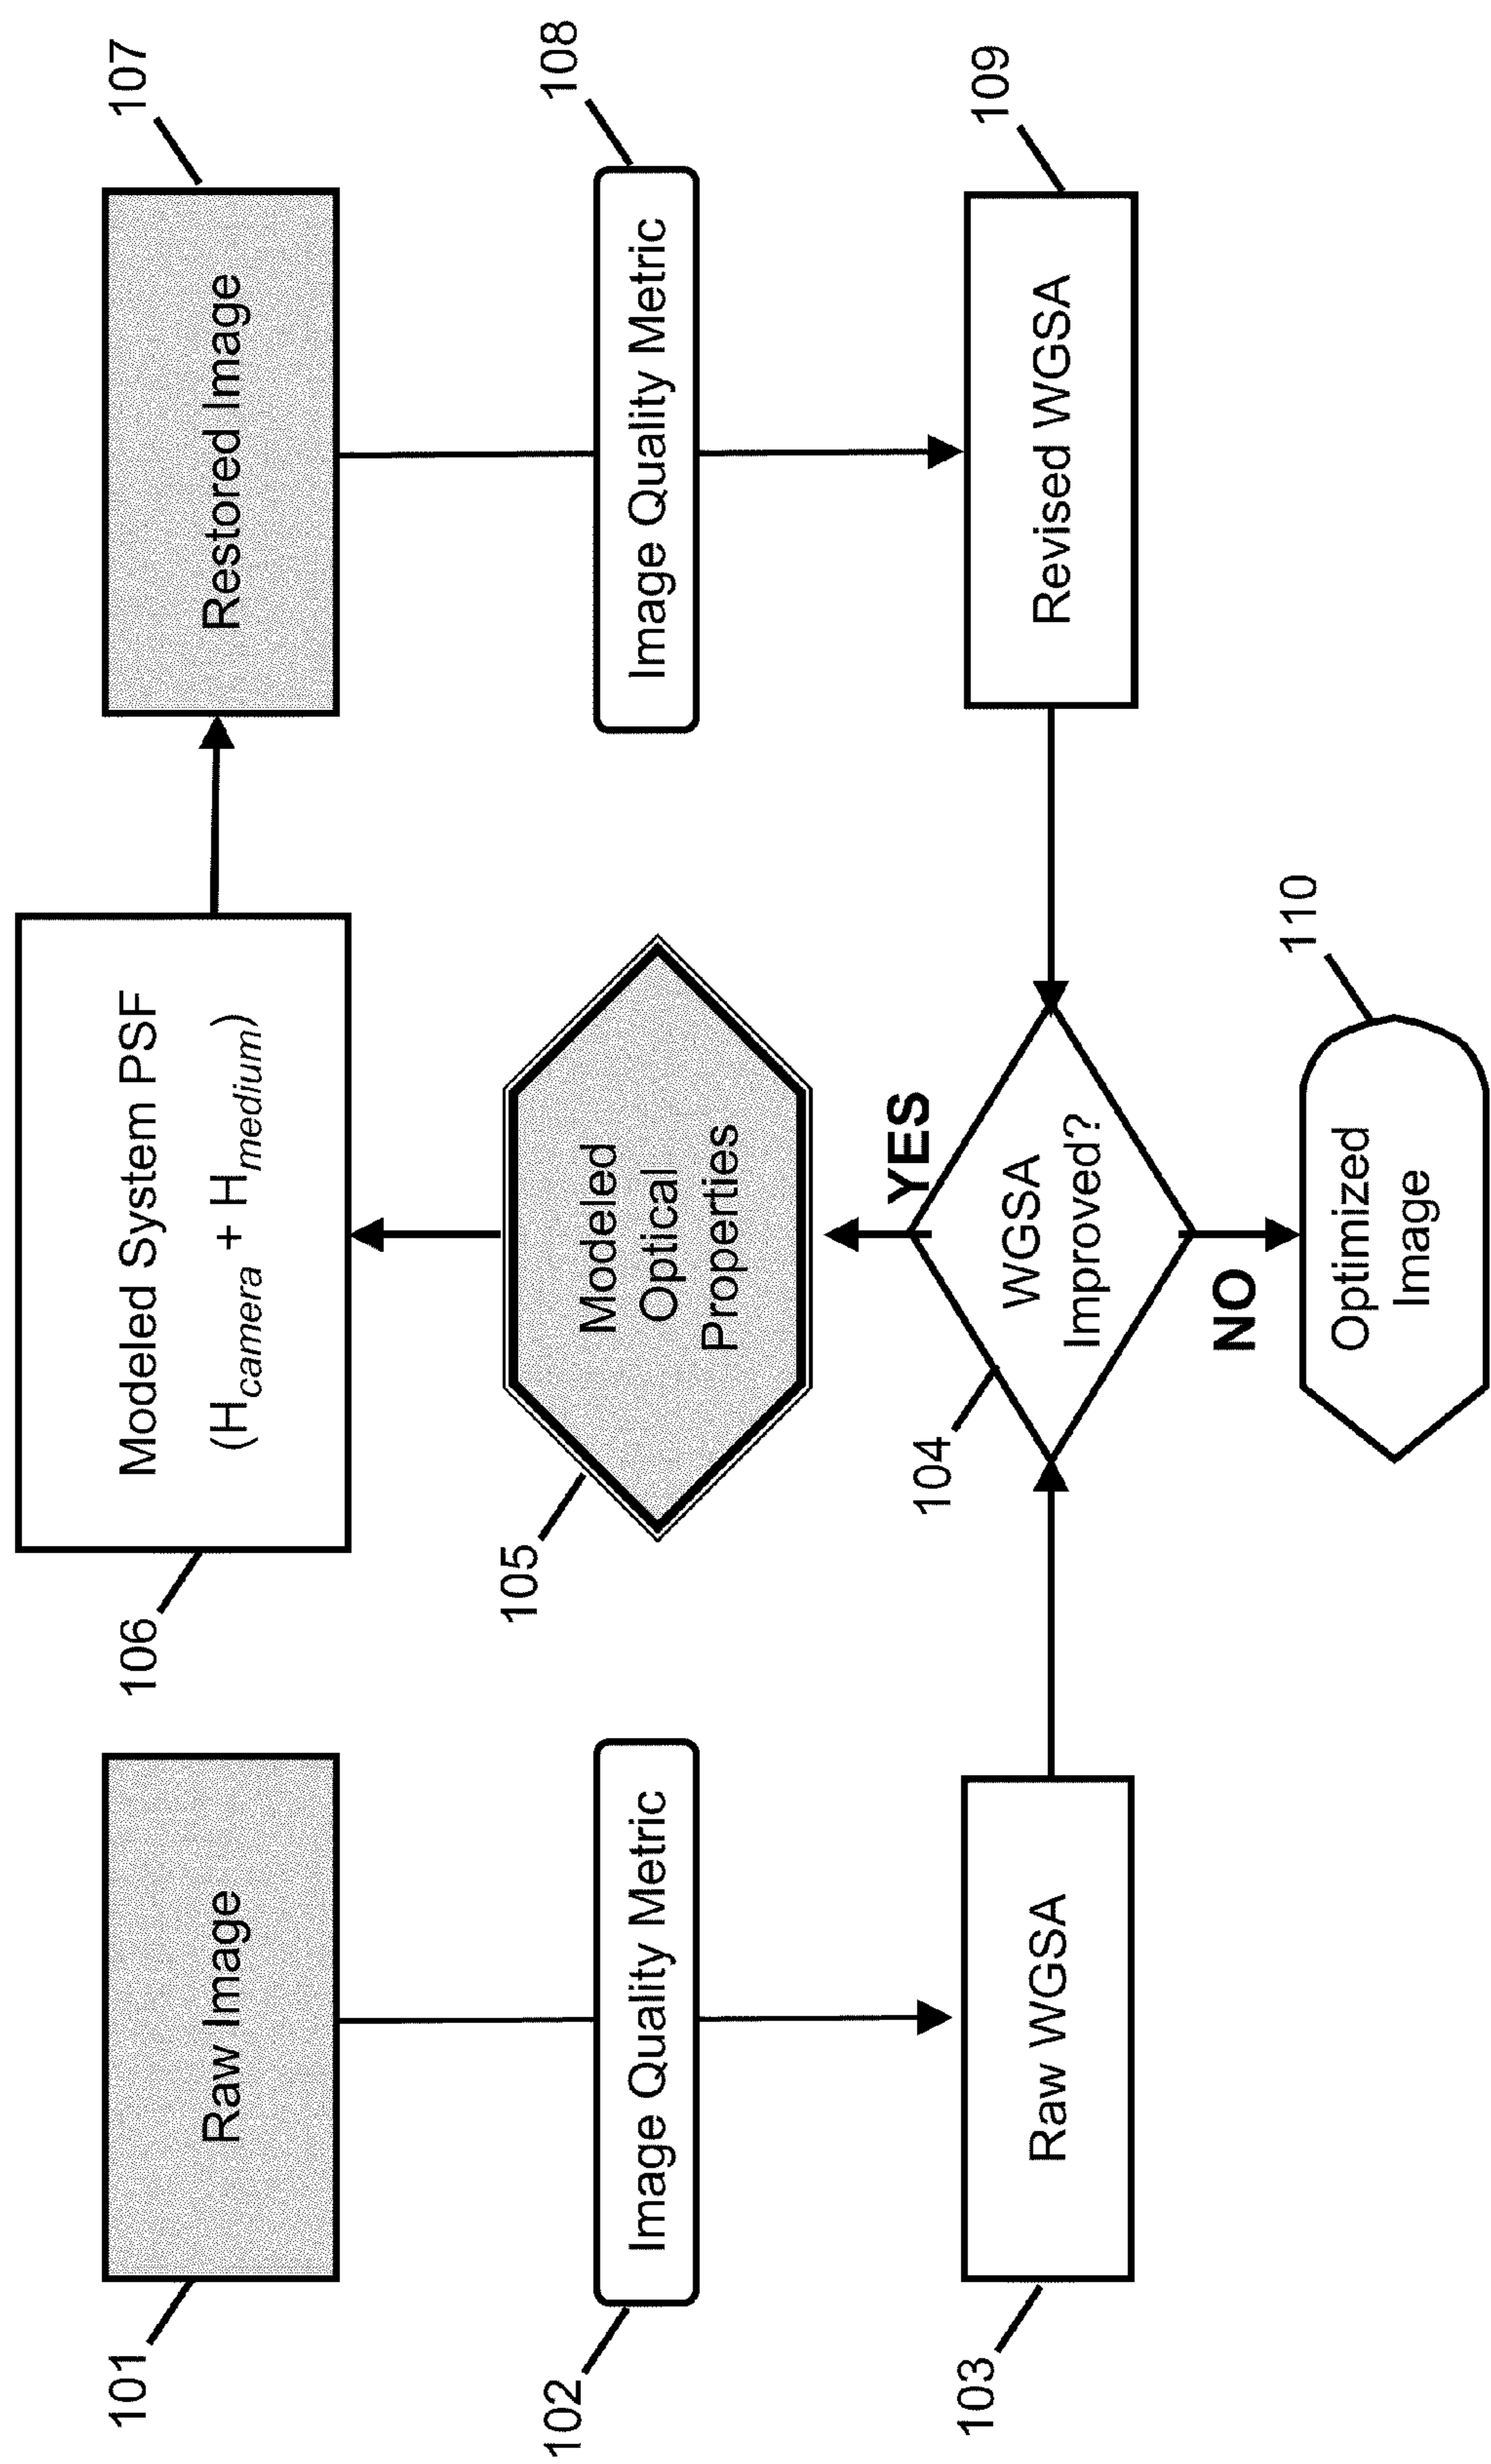 101
Raw Image
102
Image Quality Metric
103
Raw WGSA
104
WGSA
Improved?
YES
NO
105
Modeled
Optical
Properties
106
Modeled System PSF
(Hcamera + Hmedium)
107
Restored Image
108
Image Quality Metric
109
Revised WGSA
110
Optimized
Image